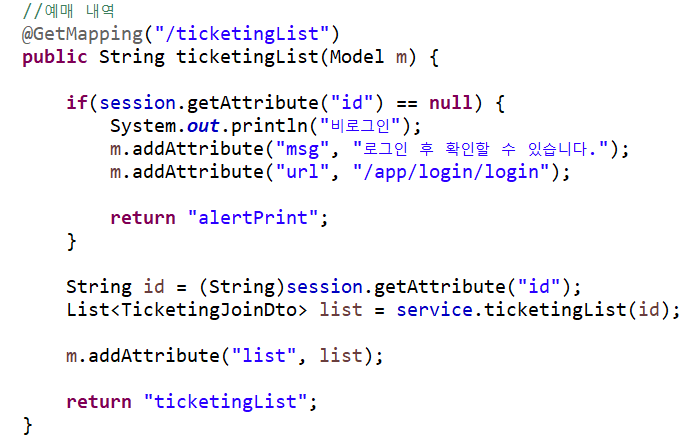 //예매 내역
@GetMapping("/ticketingList")
public String ticketingList(Model m) {
if(session.getAttribute("id") == null) {
System.out.println("비로그인");
m.addAttribute("msg", "로그인 후 확인할 수 있습니다.");
m.addAttribute("url", "/app/login/login");
return "alertPrint";
}
String id = (String)session.getAttribute("id");
List<TicketingJoinDto> list = service.ticketingList(id);
m.addAttribute("list", list);
return "ticketingList";
}